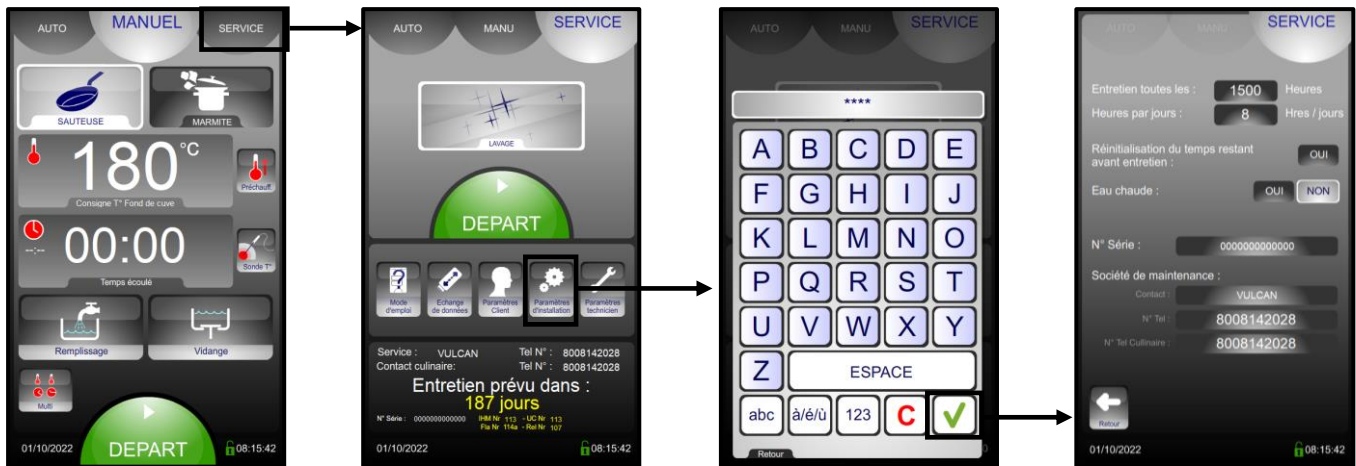 AUTO MANUEL SERVICE
SAUTEUSE MARMITE
180 °C
Consigne T° Fond de cuve
Préchauff.
00:00
--:--
Temps écoulé
Sonde T°
Remplissage Vidange
Multi
DEPART
01/10/2022 08:15:42
AUTO MANU SERVICE
LAVAGE
DEPART
Mode d'emploi
Echange de données
Paramètres Client
Paramètres d'installation
Paramètres technicien
Service : VULCAN Tel N° : 8008142028
Contact culinaire: Tel N° : 8008142028
Entretien prévu dans :
187 jours
N° Série : 0000000000000 IHM Nr 113 - UC Nr 113
Fla Nr 114a - Rel Nr 107
01/10/2022 08:15:42
AUTO MANU SERVICE
****
A B C D E
F G H I J
K L M N O
P Q R S T
U V W X Y
Z ESPACE
abc à/é/ù 123 C
Retour
AUTO MANU SERVICE
Entretien toutes les : 1500 Heures
Heures par jours : 8 Hres / jours
Réinitialisation du temps restant
avant entretien : OUI
Eau chaude : OUI NON
N° Série : 0000000000000
Société de maintenance :
Contact : VULCAN
N° Tel : 8008142028
N° Tel Cullinaire : 8008142028
Retour
01/10/2022 08:15:42